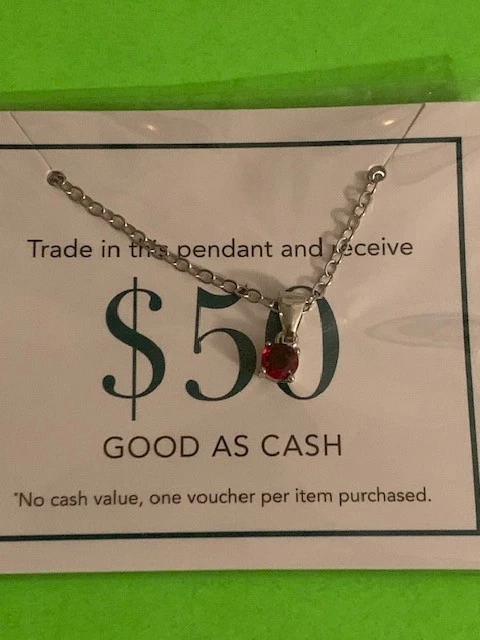 Trade in this pendant and receive
$50
GOOD AS CASH
*No cash value, one voucher per item purchased.